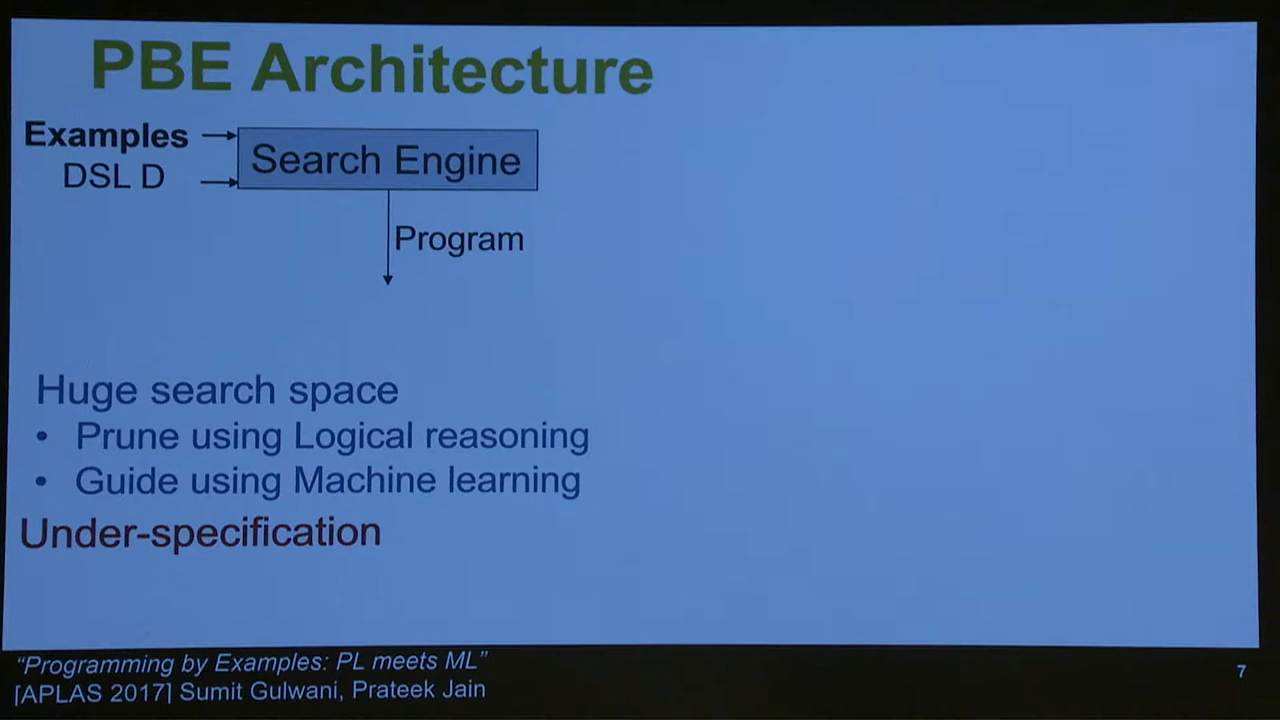 PBE Architecture
Examples
DSL D
Search Engine
Program
Huge search space
• Prune using Logical reasoning
• Guide using Machine learning
Under-specification
“Programming by Examples: PL meets ML”
[APLAS 2017] Sumit Gulwani, Prateek Jain
7